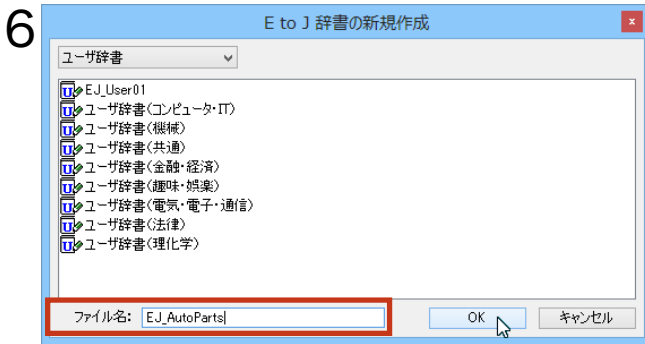 6
E to J 辞書の新規作成
x
ユーザ辞書
EJ_User01
ユーザ辞書(コンピュータ・IT)
ユーザ辞書(機械)
ユーザ辞書(共通)
ユーザ辞書(金融・経済)
ユーザ辞書(趣味・娯楽)
ユーザ辞書(電気・電子・通信)
ユーザ辞書(法律)
ユーザ辞書(理化学)
ファイル名: EJ_AutoParts OK キャンセル